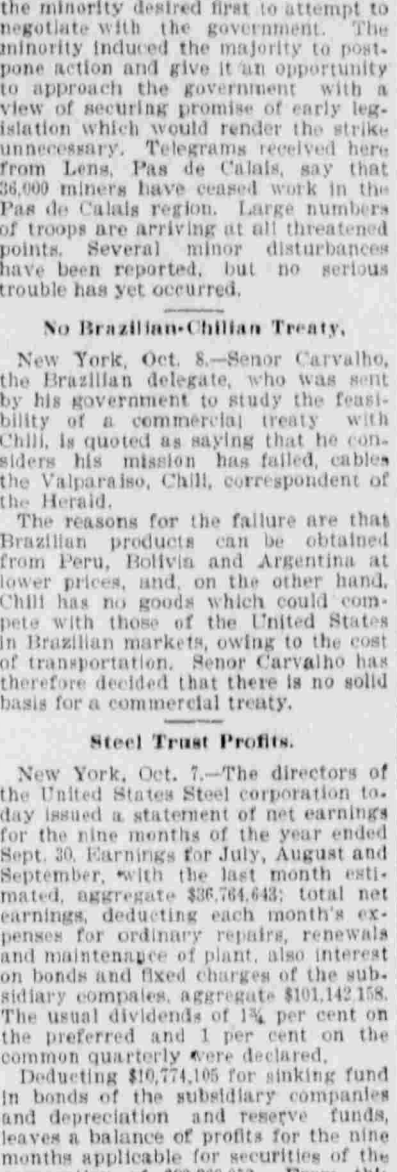 the minority desired first to attempt to
negotiate with the government. The
minority induced the majority to post-
pone action and give it an opportunity
to approach the government with a
view of securing promise of early leg-
islation which would render the strike
unnecessary. Telegrams received here
from Lens, Pas de Calais, say that
36,000 miners have ceased work in the
Pas de Calais region. Large numbers
of troops are arriving at all threatened
points. Several minor disturbances
have been reported, but no serious
trouble has yet occurred.
No Brazilian-Chilian Treaty.
New York, Oct. 8.—Senor Carvalho,
the Brazilian delegate, who was sent
by his government to study the feasi-
bility of a commercial treaty with
Chili, is quoted as saying that he con-
siders his mission has failed, cables
the Valparaiso, Chili, correspondent of
the Herald.
The reasons for the failure are that
Brazilian products can be obtained
from Peru, Bolivia and Argentina at
lower prices, and, on the other hand,
Chili has no goods which could com-
pete with those of the United States
in Brazilian markets, owing to the cost
of transportation. Senor Carvalho has
therefore decided that there is no solid
basis for a commercial treaty.
Steel Trust Profits.
New York, Oct. 7.—The directors of
the United States Steel corporation to-
day issued a statement of net earnings
for the nine months of the year ended
Sept. 30. Earnings for July, August and
September, with the last month esti-
mated, aggregate $36,764,643; total net
earnings, deducting each month's ex-
penses for ordinary repairs, renewals
and maintenance of plant, also interest
on bonds and fixed charges of the sub-
sidiary compaies, aggregate $101,142,158.
The usual dividends of 1¾ per cent on
the preferred and 1 per cent on the
common quarterly were declared.
Deducting $10,774,105 for sinking fund
in bonds of the subsidiary companies
and depreciation and reserve funds,
leaves a balance of profits for the nine
months applicable for securities of the